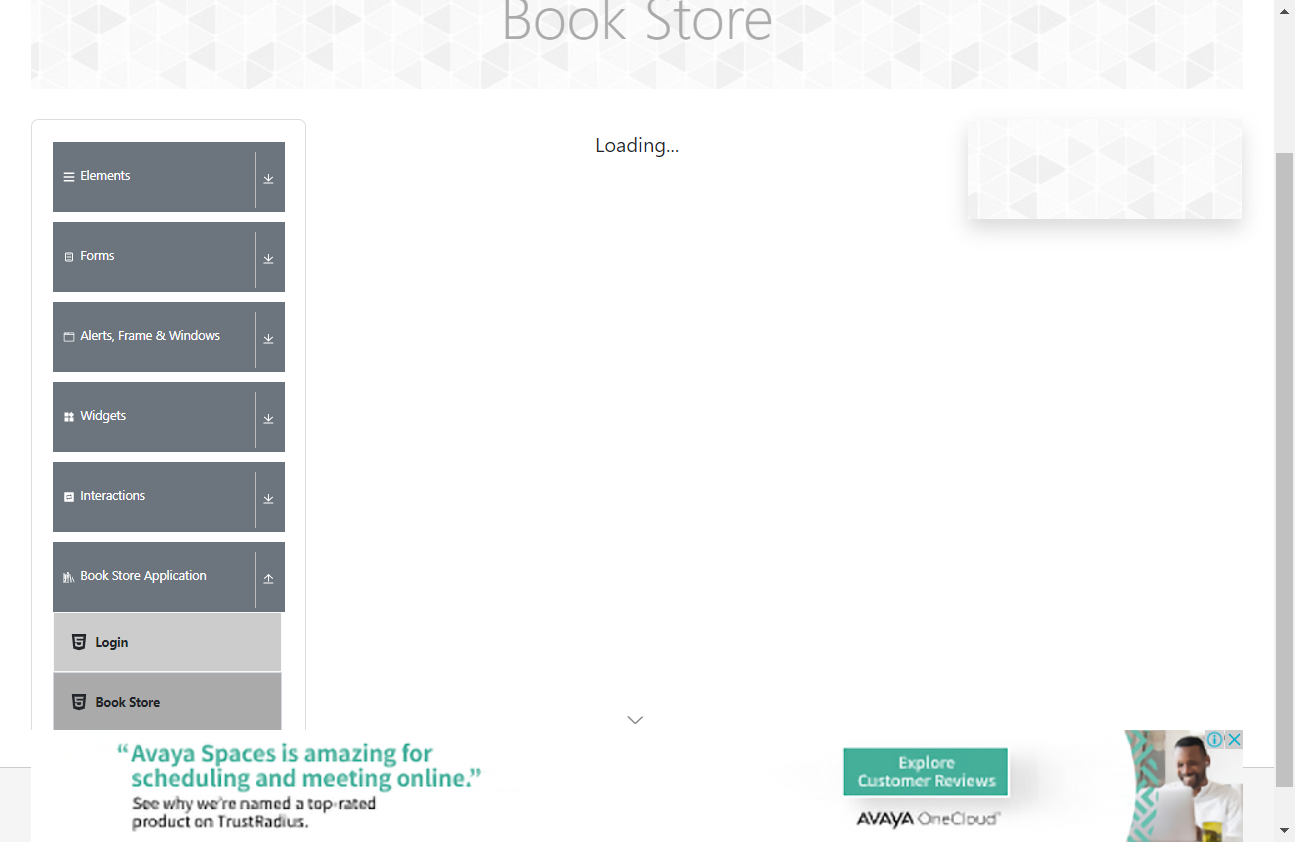 Book Store
Loading...
Elements
Forms
Alerts, Frame & Windows
Widgets
Interactions
Book Store Application
Login
Book Store
“Avaya Spaces is amazing for
scheduling and meeting online.”
See why we're named a top-rated
product on TrustRadius.
Explore
Customer Reviews
AVAYA OneCloud™